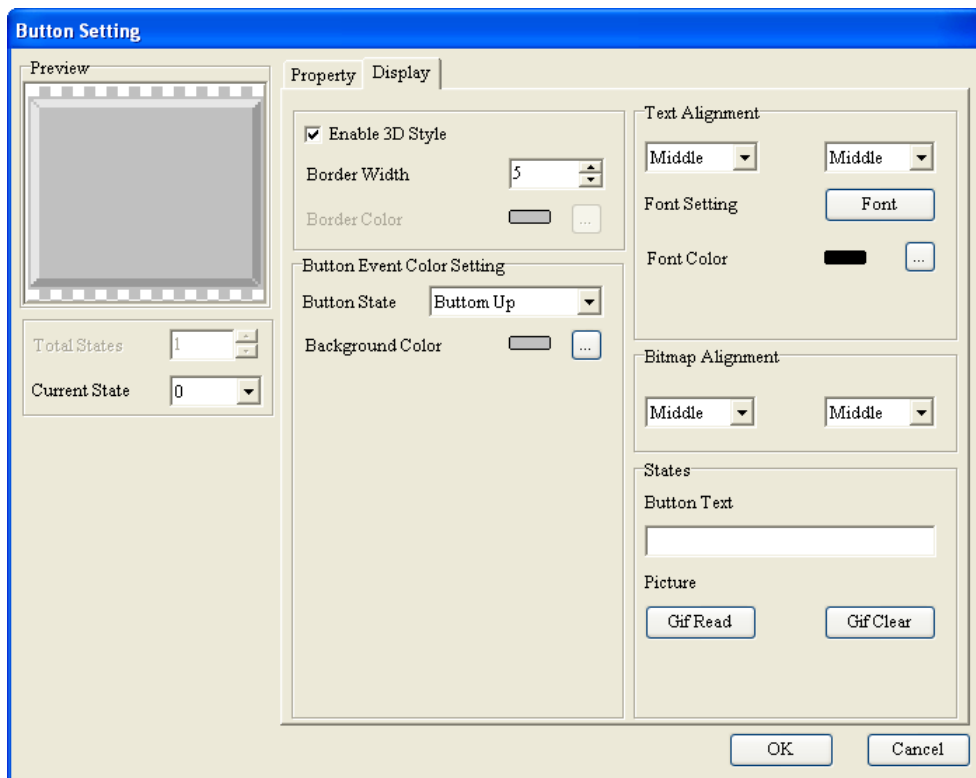 Button Setting
Preview
Total States 1
Current State 0
Property Display
Enable 3D Style
Border Width 5
Border Color ...
Button Event Color Setting
Button State Buttom Up
Background Color ...
Text Alignment
Middle Middle
Font Setting Font
Font Color ...
Bitmap Alignment
Middle Middle
States
Button Text
Picture
Gif Read Gif Clear
OK Cancel